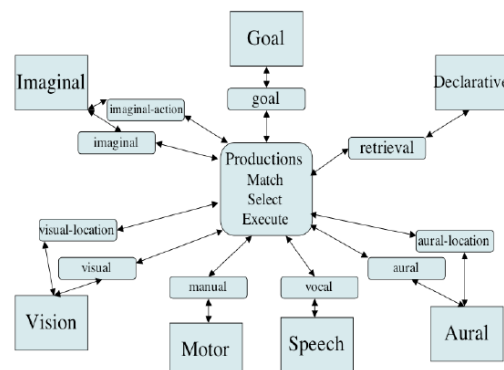 Goal
Imaginal
Declarative
imaginal-action
goal
imaginal
retrieval
Productions
Match
Select
Execute
visual-location
aural-location
visual
aural
manual
vocal
Vision
Motor
Speech
Aural